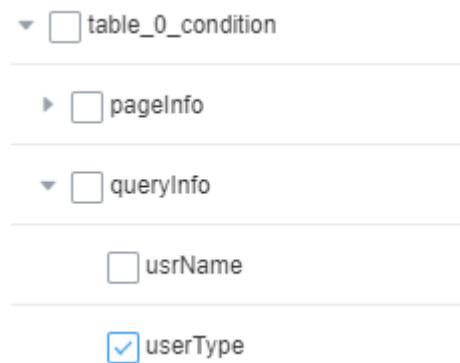 table_0_condition
pageInfo
queryInfo
usrName
userType